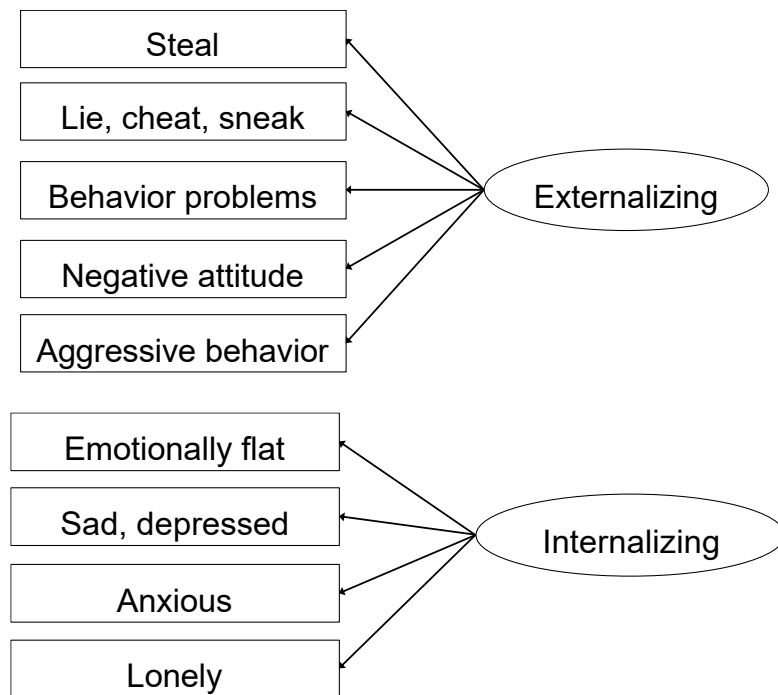 Steal
Lie, cheat, sneak
Behavior problems
Externalizing
Negative attitude
Aggressive behavior
Emotionally flat
Sad, depressed
Internalizing
Anxious
Lonely